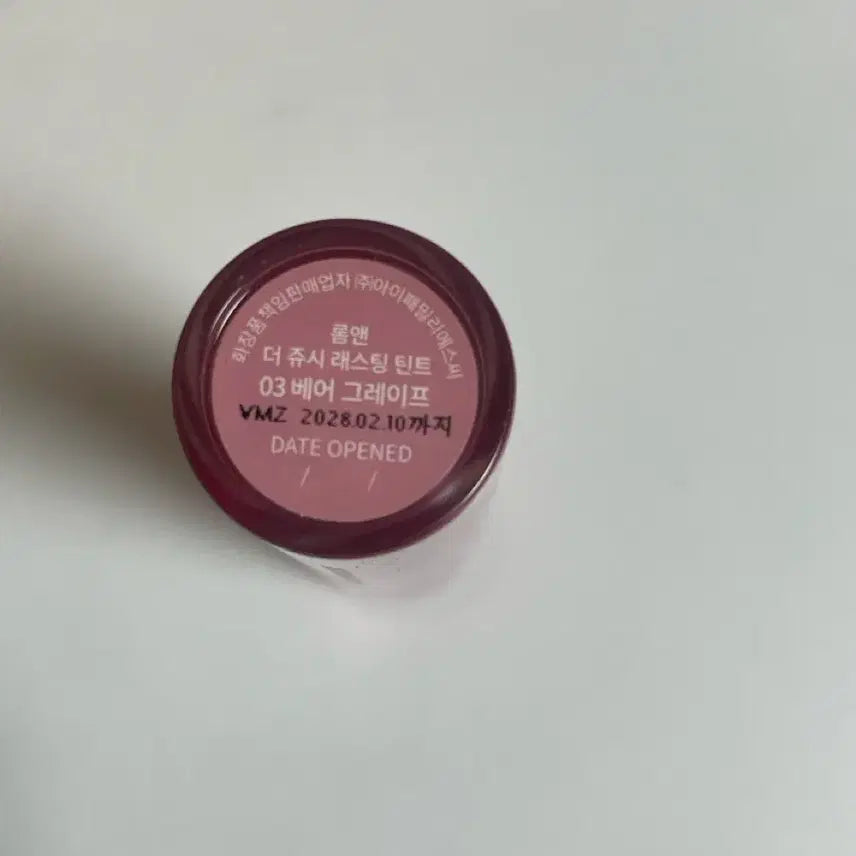 화장품책임판매업자 ㈜아이패밀리에스씨
롬앤
더 쥬시 래스팅 틴트
03 베어 그레이프
VMZ 2028.02.10까지
DATE OPENED
/ /